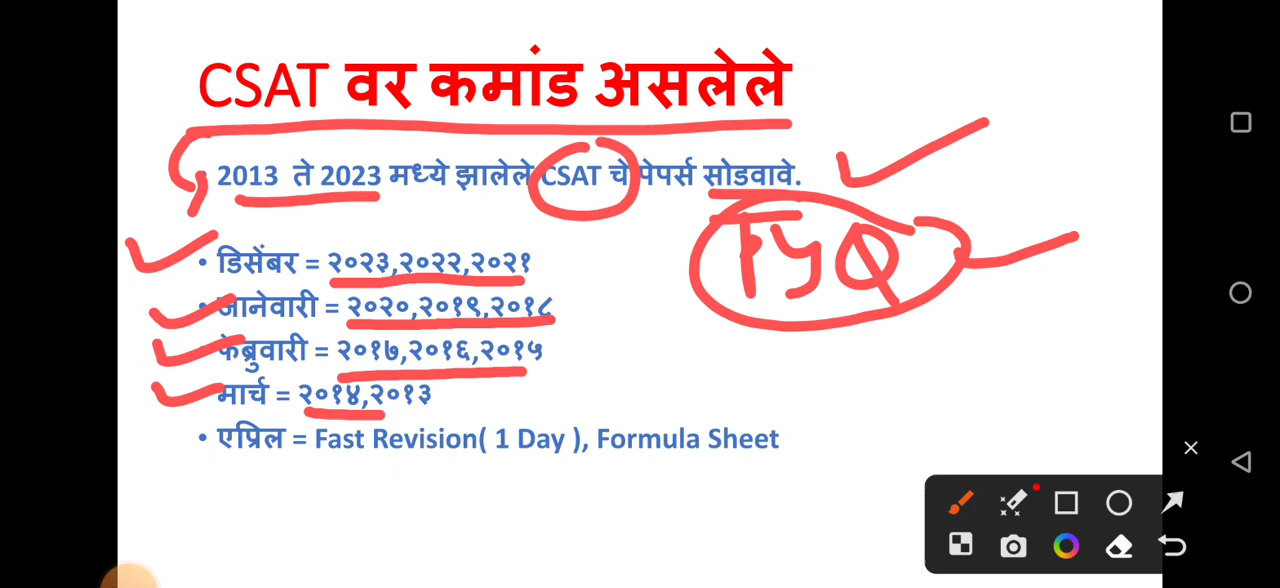 CSAT वर कमांड असलेले
• 2013 ते 2023 मध्ये झालेले CSAT चे पेपर्स सोडवावे.
PYQ
• डिसेंबर = २०२३,२०२२,२०२१
• जानेवारी = २०२०,२०१९,२०१८
• फेब्रुवारी = २०१७,२०१६,२०१५
• मार्च = २०१४,२०१३
• एप्रिल = Fast Revision( 1 Day ), Formula Sheet